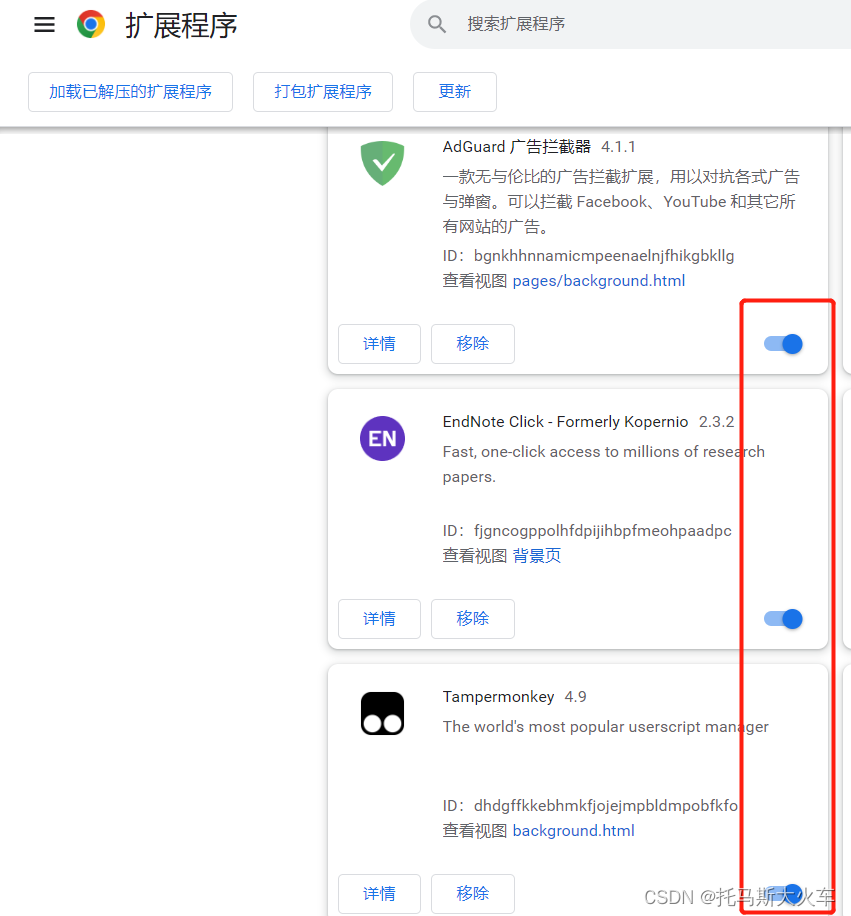 扩展程序
搜索扩展程序
加载已解压的扩展程序
打包扩展程序
更新
AdGuard 广告拦截器 4.1.1
一款无与伦比的广告拦截扩展，用以对抗各式广告
与弹窗。可以拦截 Facebook、YouTube 和其它所
有网站的广告。
ID：bgnkhhnnamicmpeenaelnjfhikgbkllg
查看视图 pages/background.html
详情
移除
EN
EndNote Click - Formerly Kopernio 2.3.2
Fast, one-click access to millions of research
papers.
ID：fjgncogppolhfdpijihbpfmeohpaadpc
查看视图 背景页
详情
移除
Tampermonkey 4.9
The world's most popular userscript manager
ID：dhdgffkkebhmkfjojejmpbldmpobfkfo
查看视图 background.html
详情
移除
CSDN @托马斯大火车